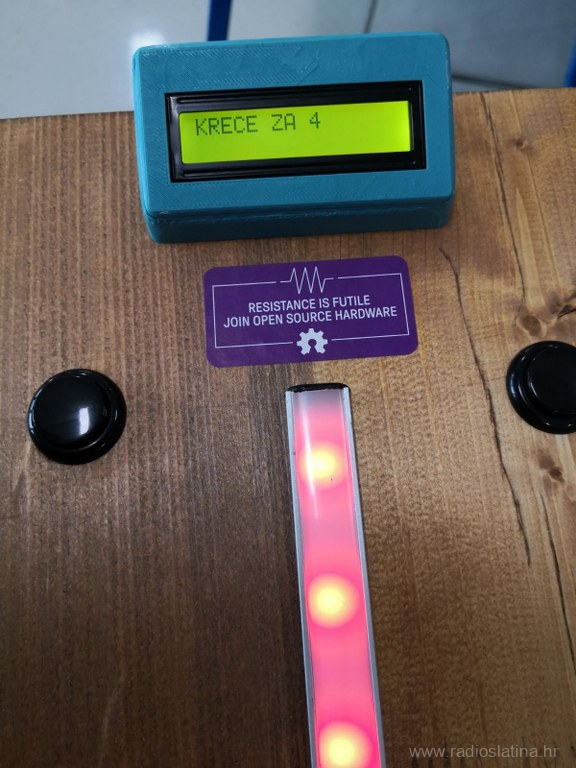 KRECE ZA 4
RESISTANCE IS FUTILE
JOIN OPEN SOURCE HARDWARE
www.radioslatina.hr